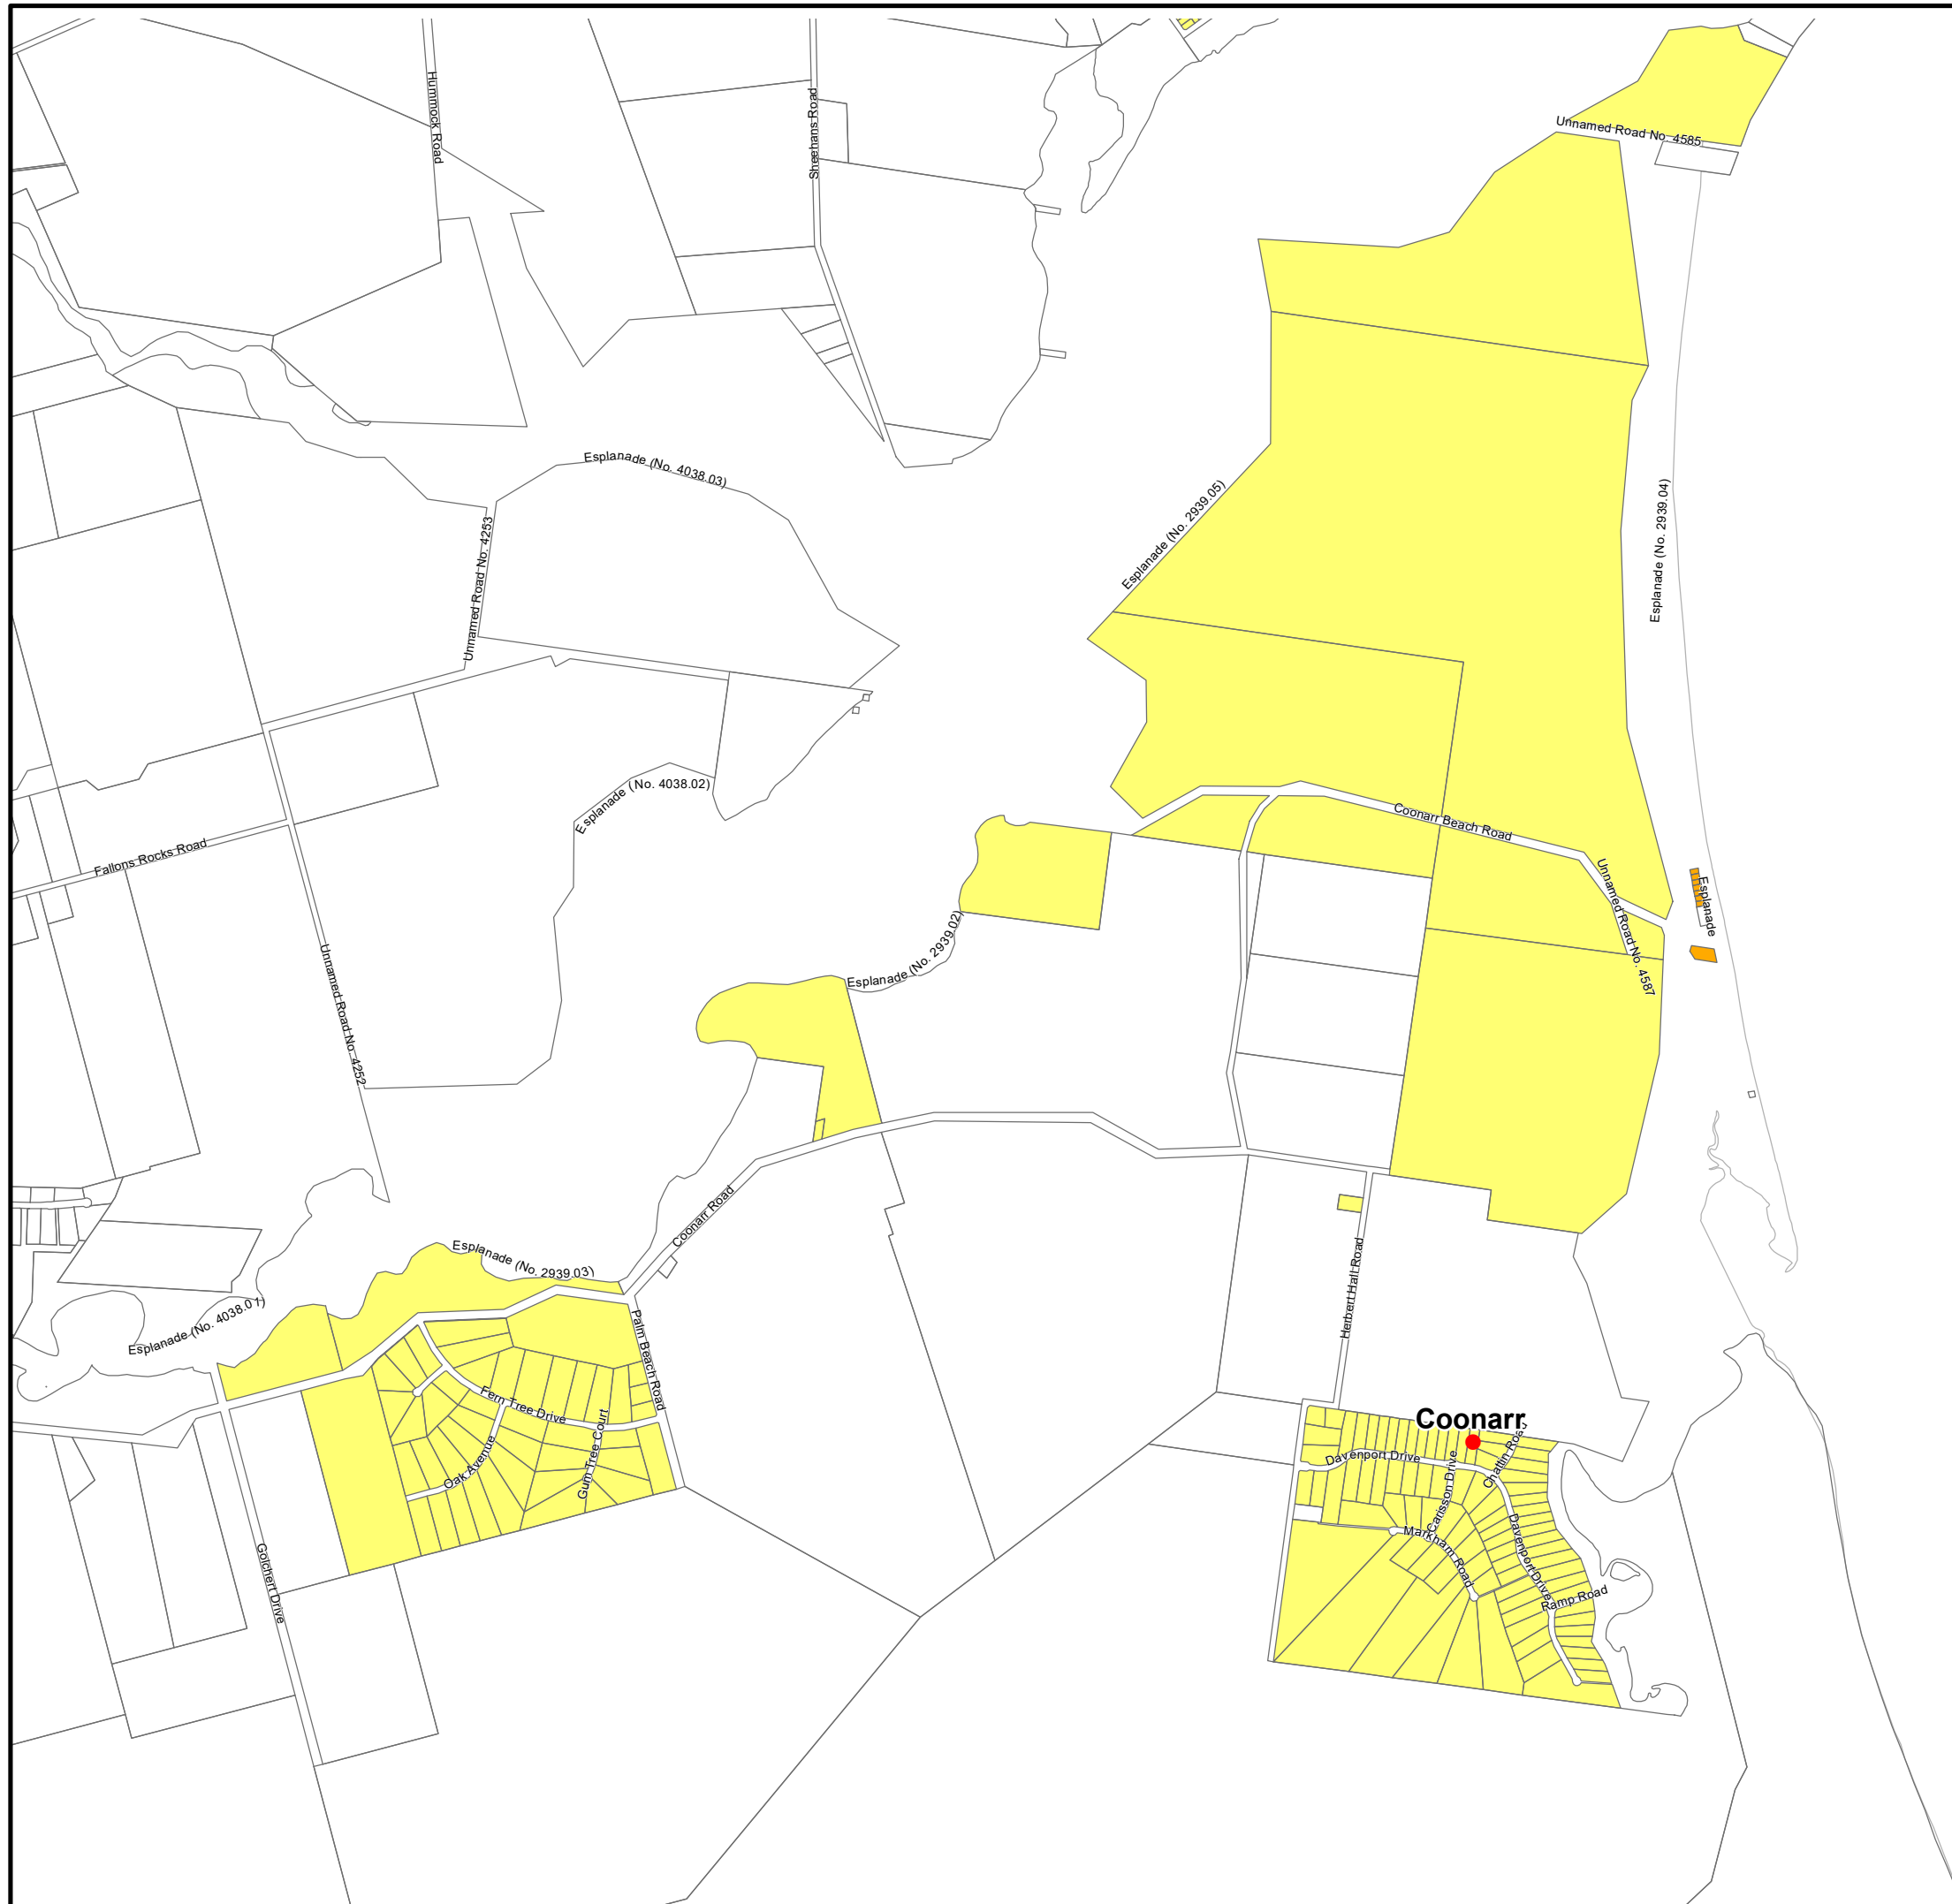 Hummock Road
Sheehans Road
Unnamed Road No. 4585
Esplanade (No. 4038.03)
Esplanade (No. 2939.05)
Esplanade (No. 2939.04)
Unnamed Road No. 4253
Esplanade (No. 4038.02)
Coonarr Beach Road
Fallons Rocks Road
Unnamed Road No. 4587
Esplanade
Esplanade (No. 2939.02)
Unnamed Road No. 4252
Coonarr Road
Esplanade (No. 2939.03)
Herbert Hall Road
Esplanade (No. 4038.01)
Palm Beach Road
Fern Tree Drive
Gum Tree Court
Oak Avenue
Coonarr
Davenport Drive
Chatlin Road
Carisson Drive
Markham Road
Davenport Drive
Ramp Road
Golchert Drive